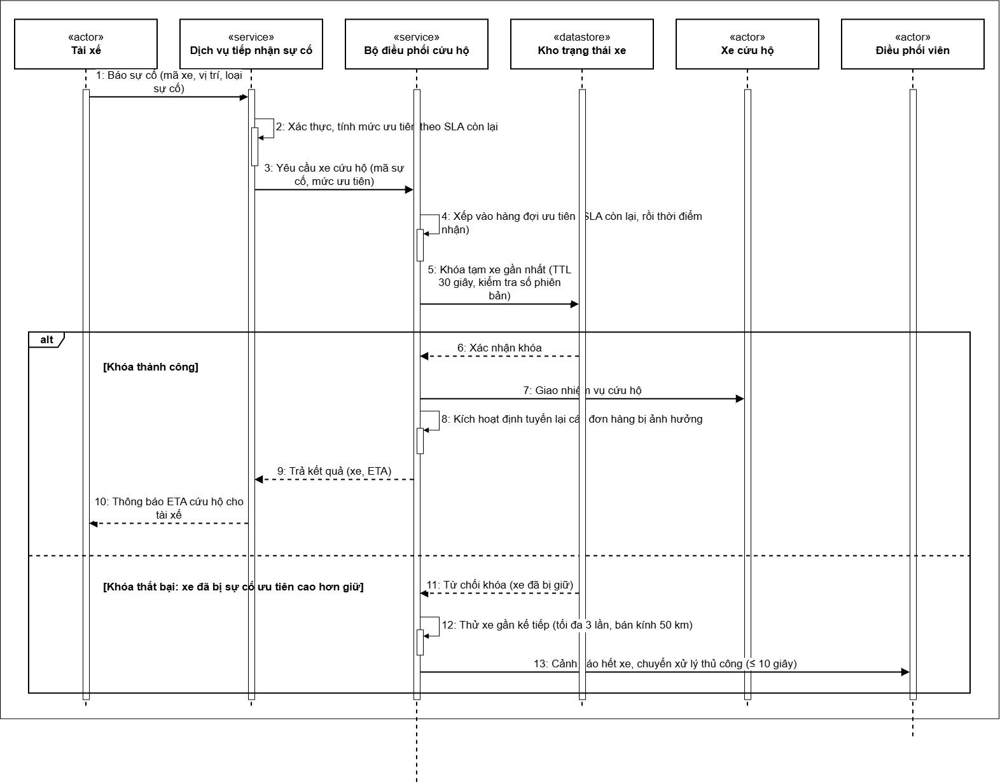 «actor»
Tài xế
«service»
Dịch vụ tiếp nhận sự cố
«service»
Bộ điều phối cứu hộ
«datastore»
Kho trạng thái xe
«actor»
Xe cứu hộ
«actor»
Điều phối viên
1: Báo sự cố (mã xe, vị trí, loại
sự cố)
2: Xác thực, tính mức ưu tiên theo SLA còn lại
3: Yêu cầu xe cứu hộ (mã sự
cố, mức ưu tiên)
4: Xếp vào hàng đợi ưu tiên SLA còn lại, rồi thời điểm
nhận)
5: Khóa tạm xe gần nhất (TTL
30 giây, kiểm tra số phiên
bản)
alt
6: Xác nhận khóa
[Khóa thành công]
7: Giao nhiệm vụ cứu hộ
8: Kích hoạt định tuyến lại các đơn hàng bị ảnh hưởng
9: Trả kết quả (xe, ETA)
10: Thông báo ETA cứu hộ cho
tài xế
[Khóa thất bại: xe đã bị sự cố ưu tiên cao hơn giữ]
11: Từ chối khóa (xe đã bị giữ)
12: Thử xe gần kế tiếp (tối đa 3 lần, bán kính 50 km)
13: Cảnh báo hết xe, chuyển xử lý thủ công (≤ 10 giây)